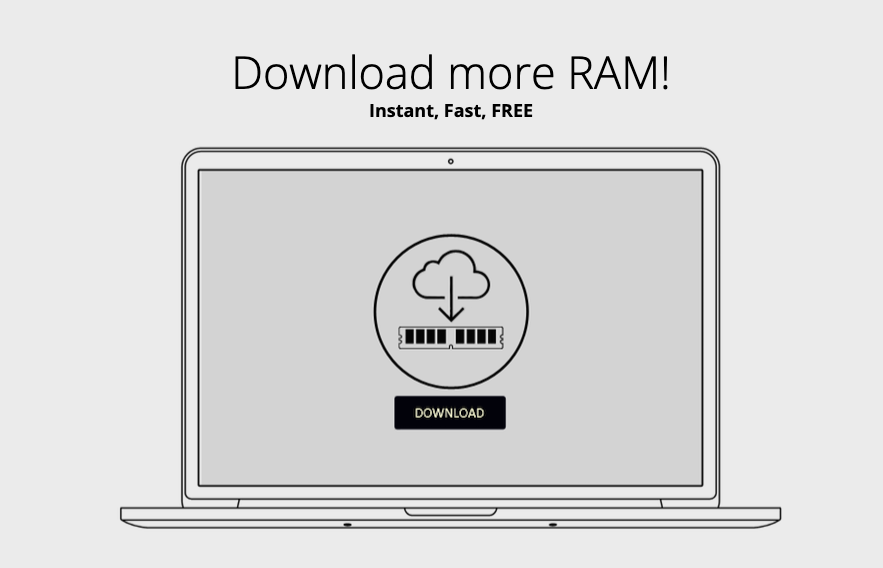 Download more RAM!
Instant, Fast, FREE
DOWNLOAD